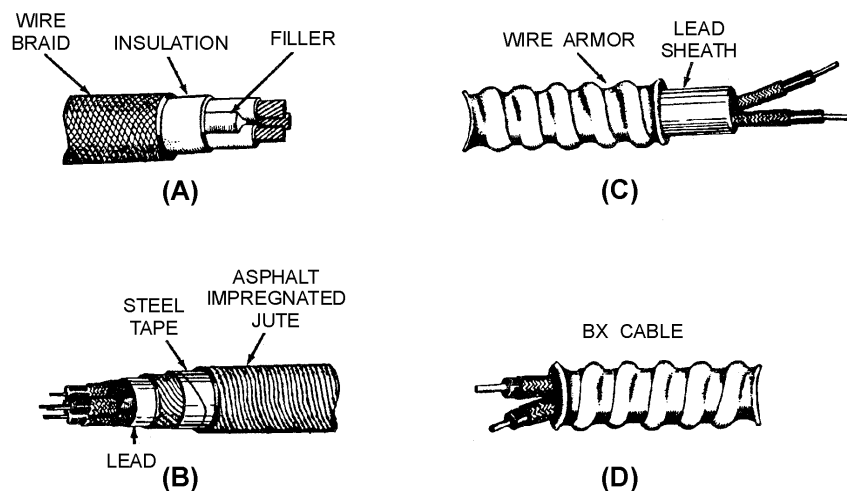 WIRE
BRAID
INSULATION
FILLER
(A)
WIRE ARMOR
LEAD
SHEATH
(C)
STEEL
TAPE
ASPHALT
IMPREGNATED
JUTE
LEAD
(B)
BX CABLE
(D)